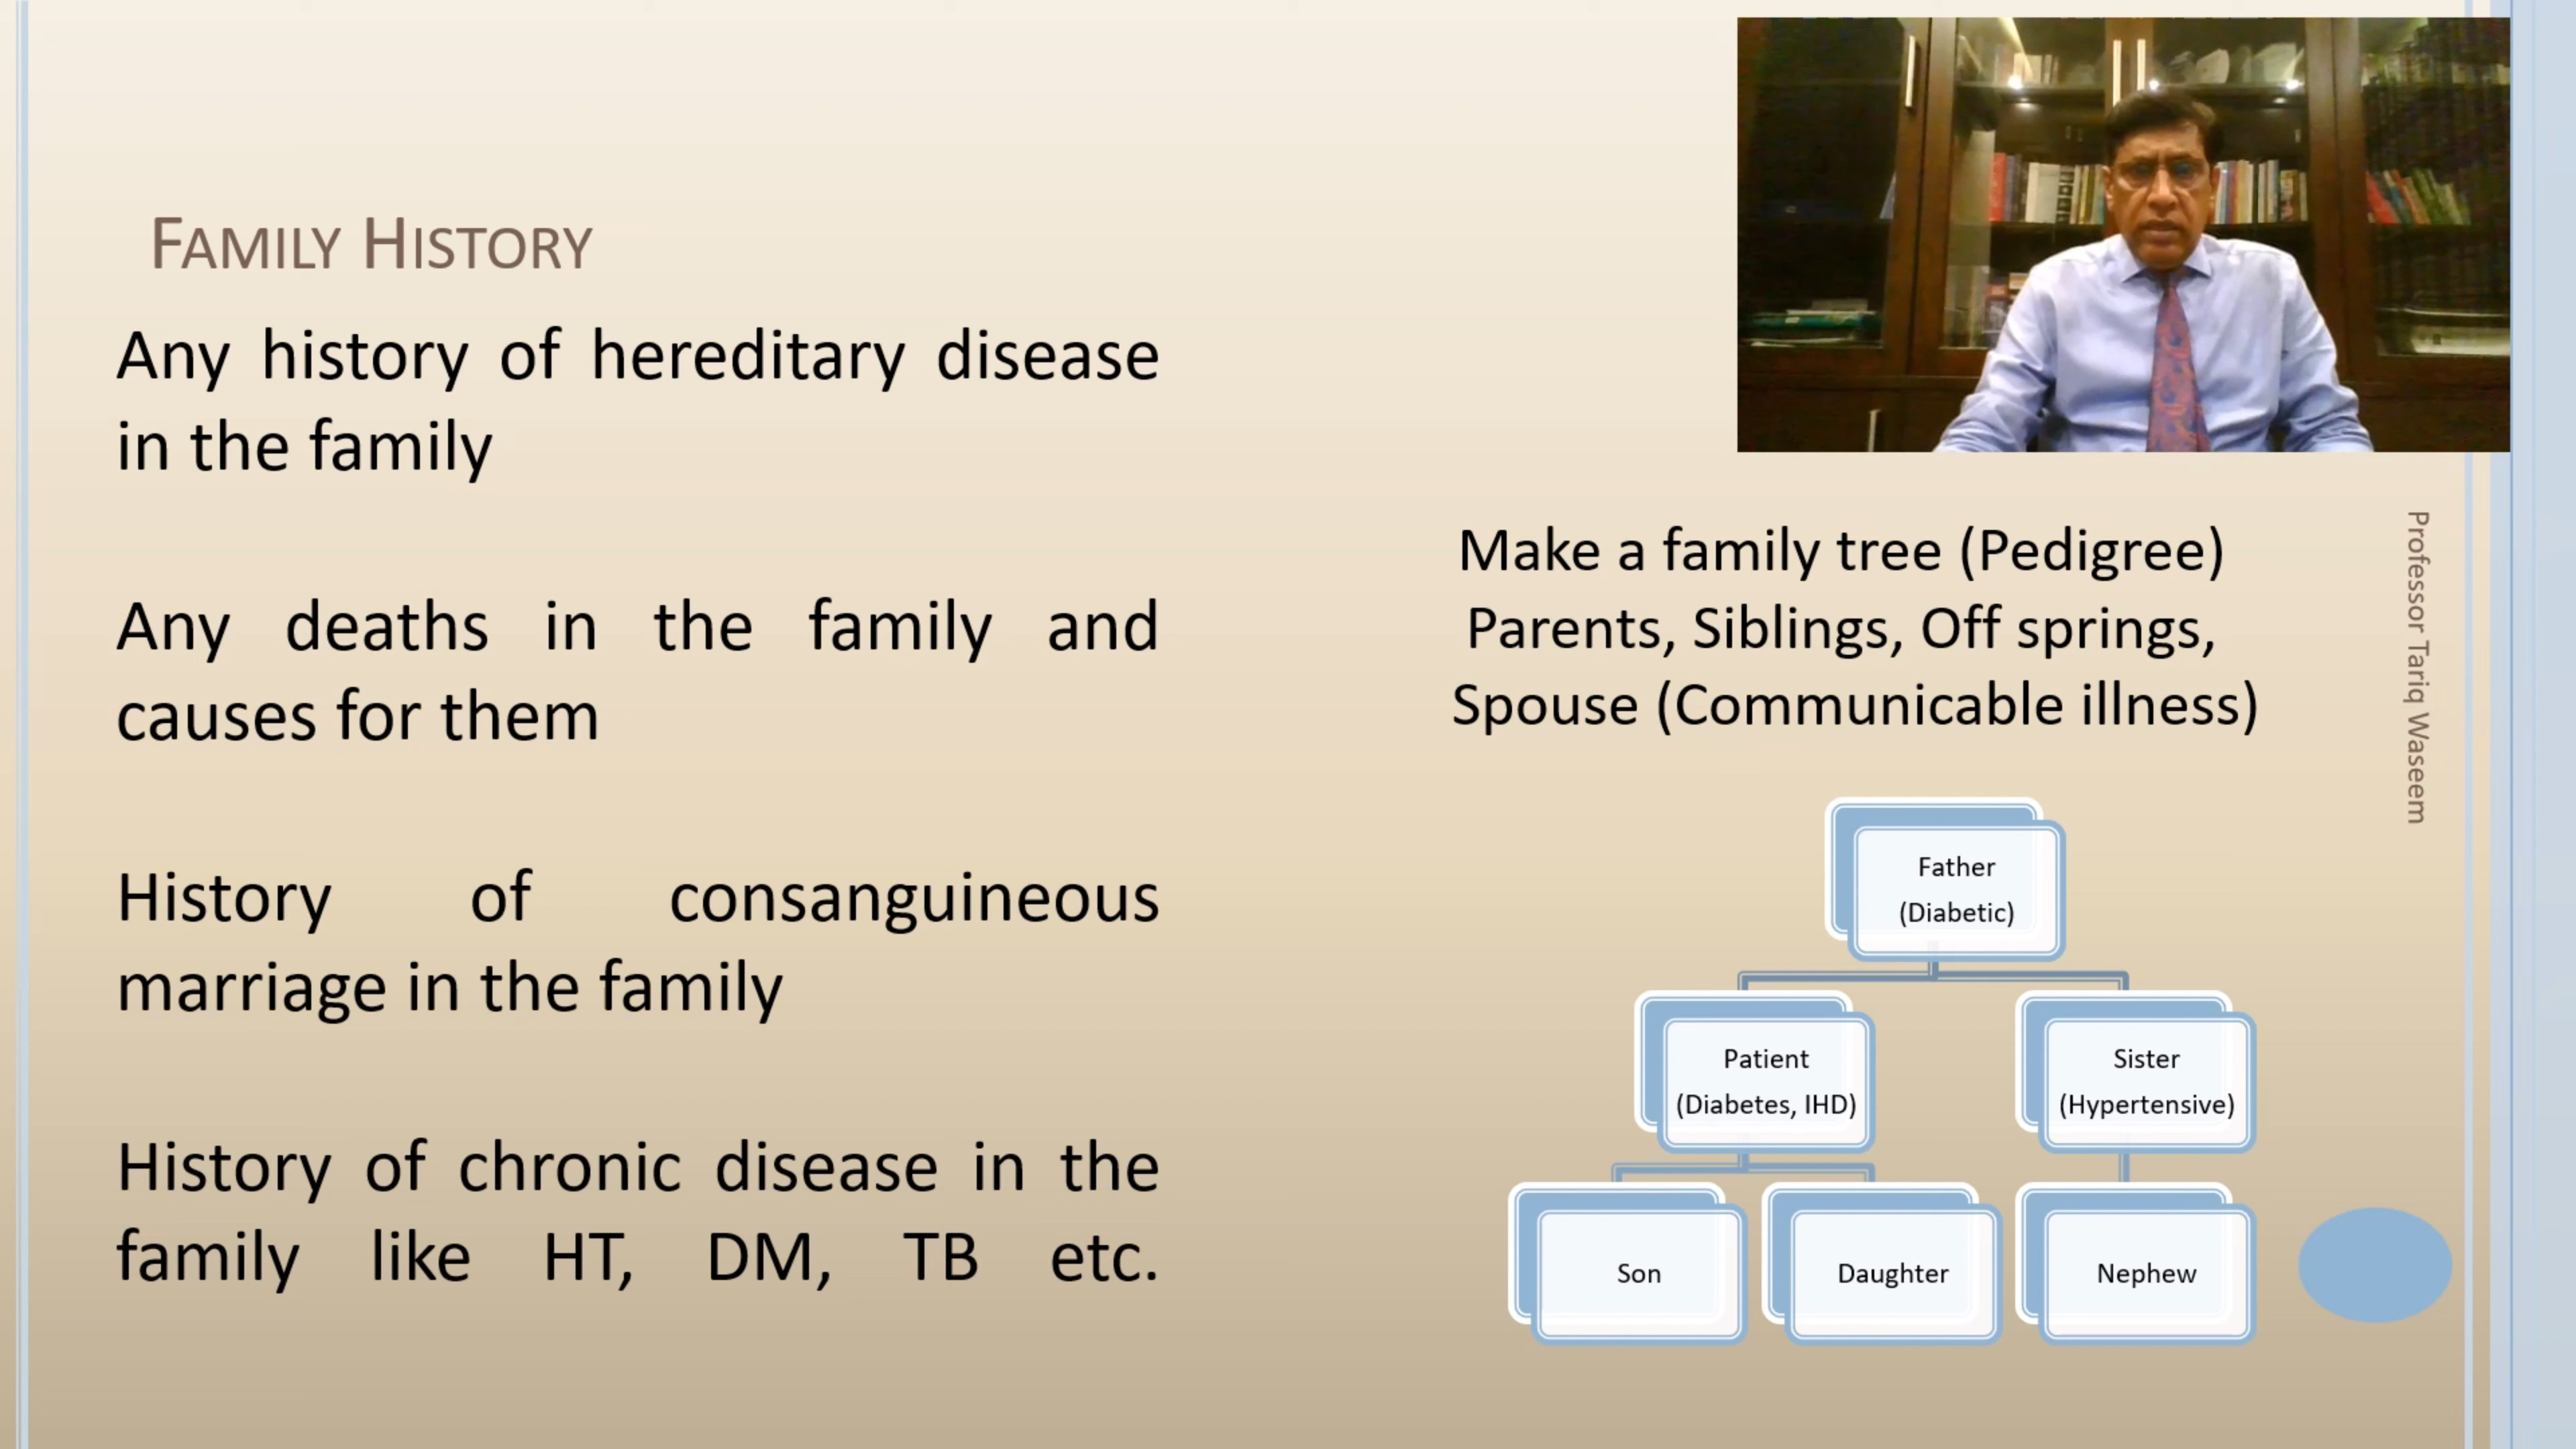 FAMILY HISTORY
Any history of hereditary disease
in the family
Any deaths in the family and
causes for them
History of consanguineous
marriage in the family
History of chronic disease in the
family like HT, DM, TB etc.
Make a family tree (Pedigree)
Parents, Siblings, Off springs,
Spouse (Communicable illness)
Father
(Diabetic)
Patient
(Diabetes, IHD)
Sister
(Hypertensive)
Son
Daughter
Nephew
Professor Tariq Waseem